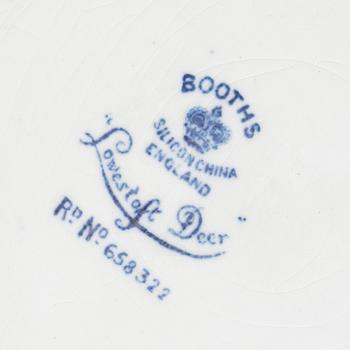 BOOTHS
SILICON CHINA
ENGLAND
"Lowestoft Deer"
RD NO 658322